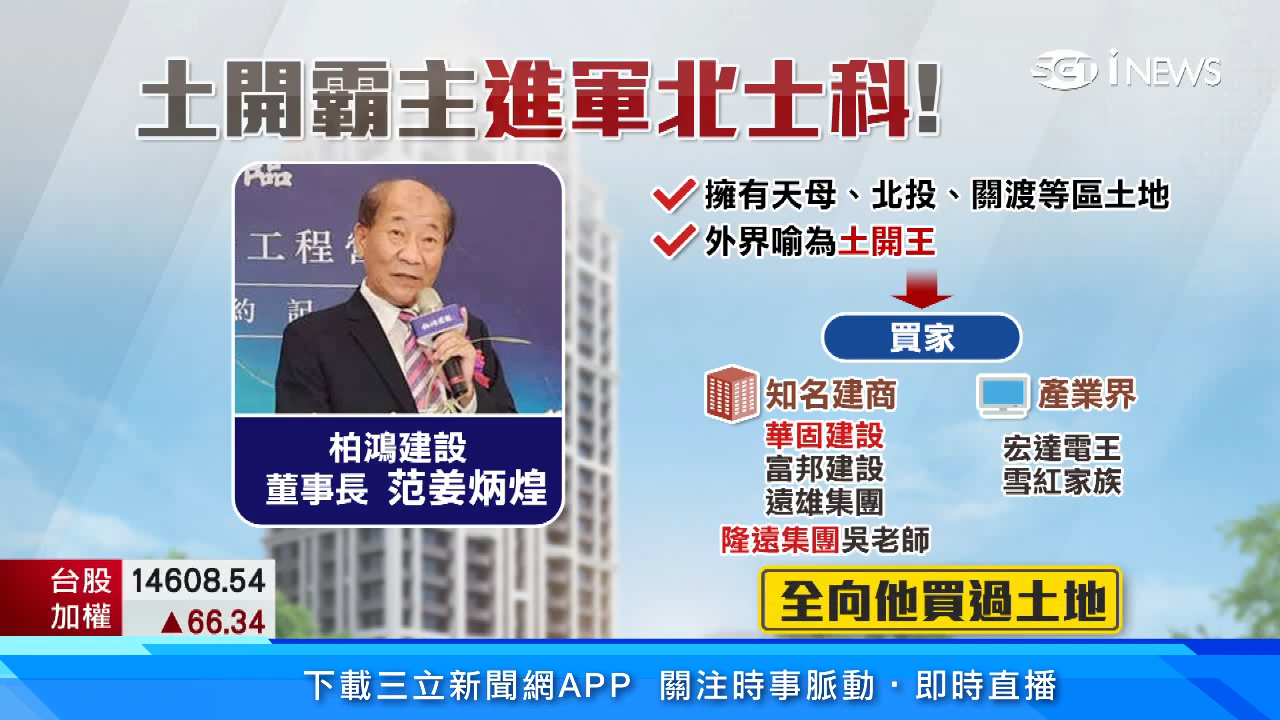 土開霸主進軍北士科!
SET iNEWS
擁有天母、北投、關渡等區土地
外界喻為土開王
工程
約 記
買家
知名建商
產業界
華固建設
富邦建設
遠雄集團
隆遠集團吳老師
宏達電王
雪紅家族
全向他買過土地
柏鴻建設
董事長 范姜炳煌
台股
加權
14608.54
▲66.34
下載三立新聞網APP 關注時事脈動・即時直播